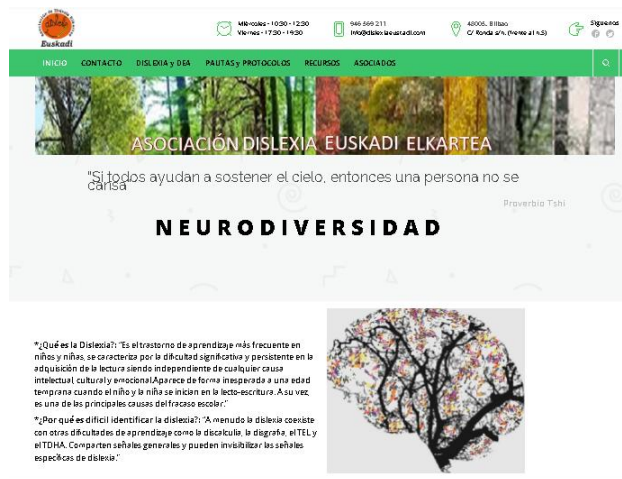 Euskadi
Miércoles - 10:30 - 12:30
Viernes - 17:30 - 19:30
946 569 211
info@dislexiaeuskadi.com
48005. Bilbao
C/ Ronda s/n. (frente al n.5)
Síguenos
INICIO CONTACTO DISLEXIA y DEA PAUTAS y PROTOCOLOS RECURSOS ASOCIADOS
ASOCIACIÓN DISLEXIA EUSKADI ELKARTEA
"Si todos ayudan a sostener el cielo, entonces una persona no se
cansa
Proverbio Tshi
NEURODIVERSIDAD
*¿Qué es la Dislexia?: "Es el trastorno de aprendizaje más frecuente en
niños y niñas, se caracteriza por la dificultad significativa y persistente en la
adquisición de la lectura siendo independiente de cualquier causa
intelectual, cultural y emocional.Aparece de forma inesperada a una edad
temprana cuando el niño y la niña se inician en la lecto-escritura. A su vez,
es una de las principales causas del fracaso escolar."
*¿Por qué es dificil identificar la dislexia?: "A menudo la dislexia coexiste
con otras dificultades de aprendizaje como la discalculia, la disgrafia, el TEL y
el TDHA. Comparten señales generales y pueden invisibilizar las señales
específicas de dislexia."